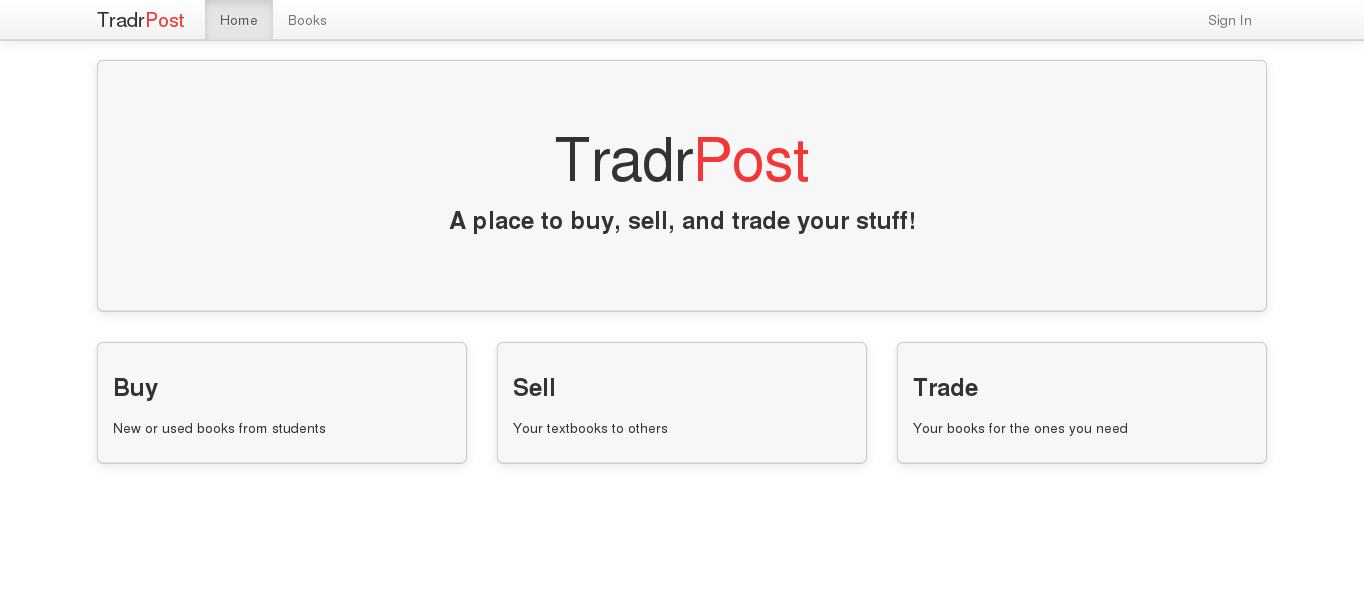 TradrPost Home Books Sign In
TradrPost
A place to buy, sell, and trade your stuff!
Buy
New or used books from students
Sell
Your textbooks to others
Trade
Your books for the ones you need